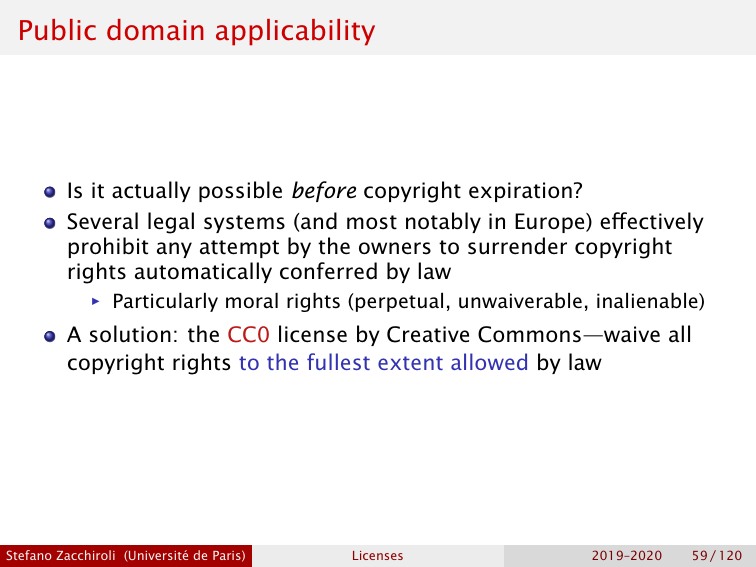 Public domain applicability
Is it actually possible before copyright expiration?
Several legal systems (and most notably in Europe) effectively
prohibit any attempt by the owners to surrender copyright
rights automatically conferred by law
Particularly moral rights (perpetual, unwaiverable, inalienable)
A solution: the CC0 license by Creative Commons—waive all
copyright rights to the fullest extent allowed by law
Stefano Zacchiroli (Université de Paris) Licenses 2019–2020 59 / 120